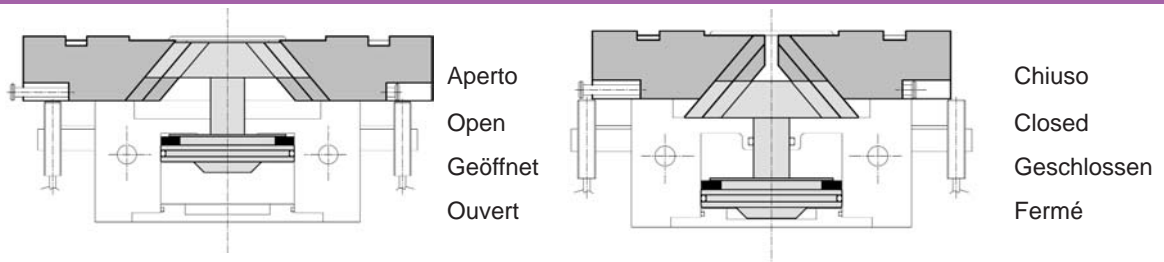 Aperto
Open
Geöffnet
Ouvert
Chiuso
Closed
Geschlossen
Fermé